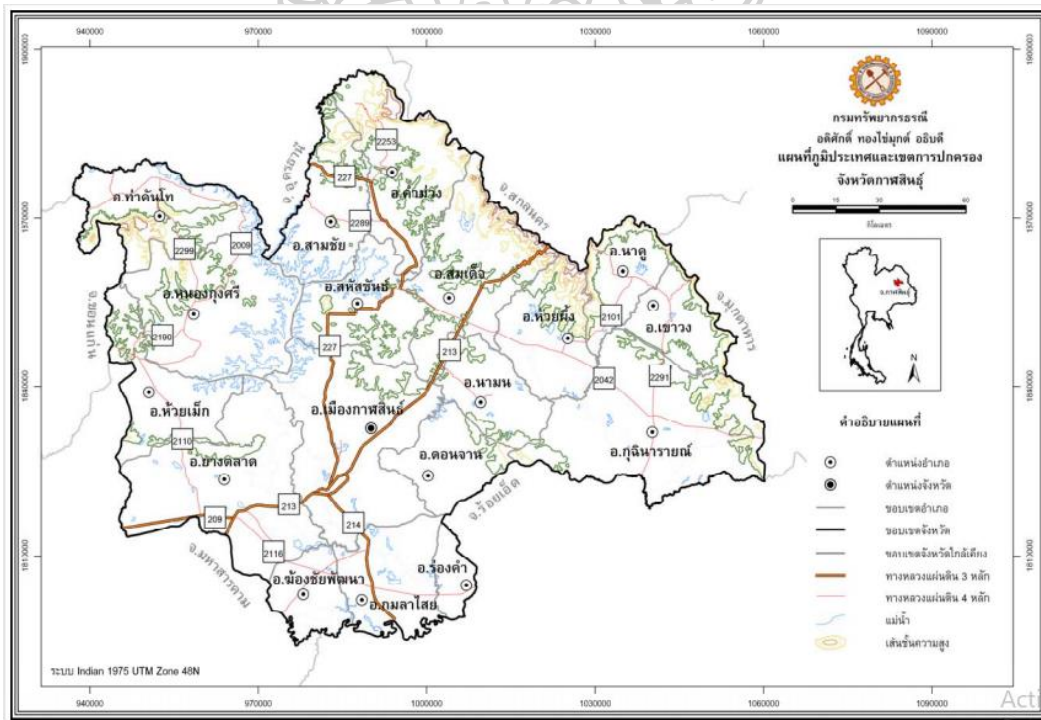 940000 970000 1000000 1030000 1060000 1090000
1900000 1900000
กรมทรัพยากรธรณี
อดิศักดิ์ ทองไข่มุกต์ อธิบดี
แผนที่ภูมิประเทศและเขตการปกครอง
จังหวัดกาฬสินธุ์
0 15 30 60
กิโลเมตร
2253
จ.อุดรธานี
227
อ.คำม่วง
จ.สกลนคร
1870000
อ.ท่าคันโท
2299
2009
อ.สามชัย
2289
อ.นาคู
อ.สหัสขันธ์
อ.สมเด็จ
อ.หนองกุงศรี
จ.ขอนแก่น
2190
227
213
อ.ห้วยผึ้ง
2101
อ.เขาวง
จ.มุกดาหาร
จ.กาฬสินธุ์
N
1840000 1840000
2042
2291
อ.ห้วยเม็ก
อ.นามน
2110
อ.เมืองกาฬสินธุ์
อ.ยางตลาด
อ.ดอนจาน
อ.กุฉินารายณ์
จ.ร้อยเอ็ด
209
213
214
2116
จ.มหาสารคาม
อ.ฆ้องชัยพัฒนา
อ.กมลาไสย
อ.ร่องคำ
คำอธิบายแผนที่
ตำแหน่งอำเภอ
ตำแหน่งจังหวัด
ขอบเขตอำเภอ
ขอบเขตจังหวัด
ขอบเขตจังหวัดใกล้เคียง
ทางหลวงแผ่นดิน 3 หลัก
ทางหลวงแผ่นดิน 4 หลัก
แม่น้ำ
เส้นชั้นความสูง
ระบบ Indian 1975 UTM Zone 48N
940000 970000 1000000 1030000 1060000 1090000
Acti